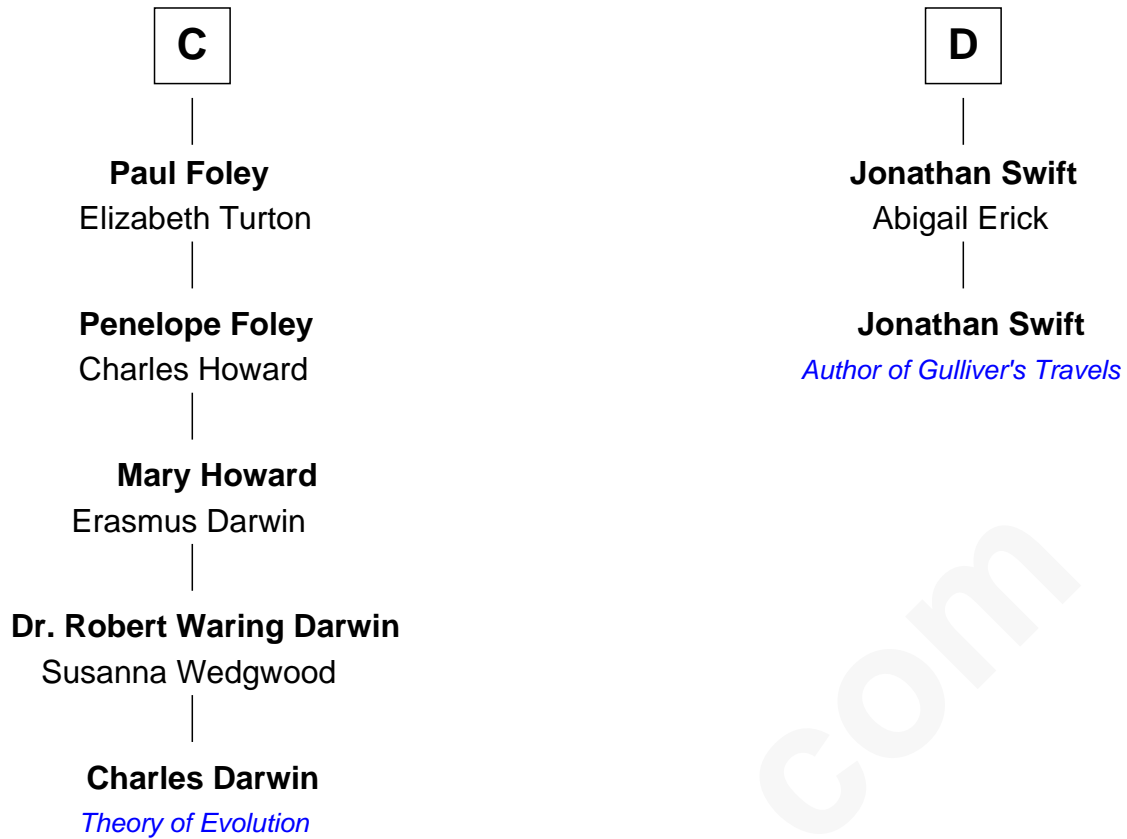 C
Paul Foley
Elizabeth Turton
Penelope Foley
Charles Howard
Mary Howard
Erasmus Darwin
Dr. Robert Waring Darwin
Susanna Wedgwood
Charles Darwin
Theory of Evolution
D
Jonathan Swift
Abigail Erick
Jonathan Swift
Author of Gulliver's Travels
com